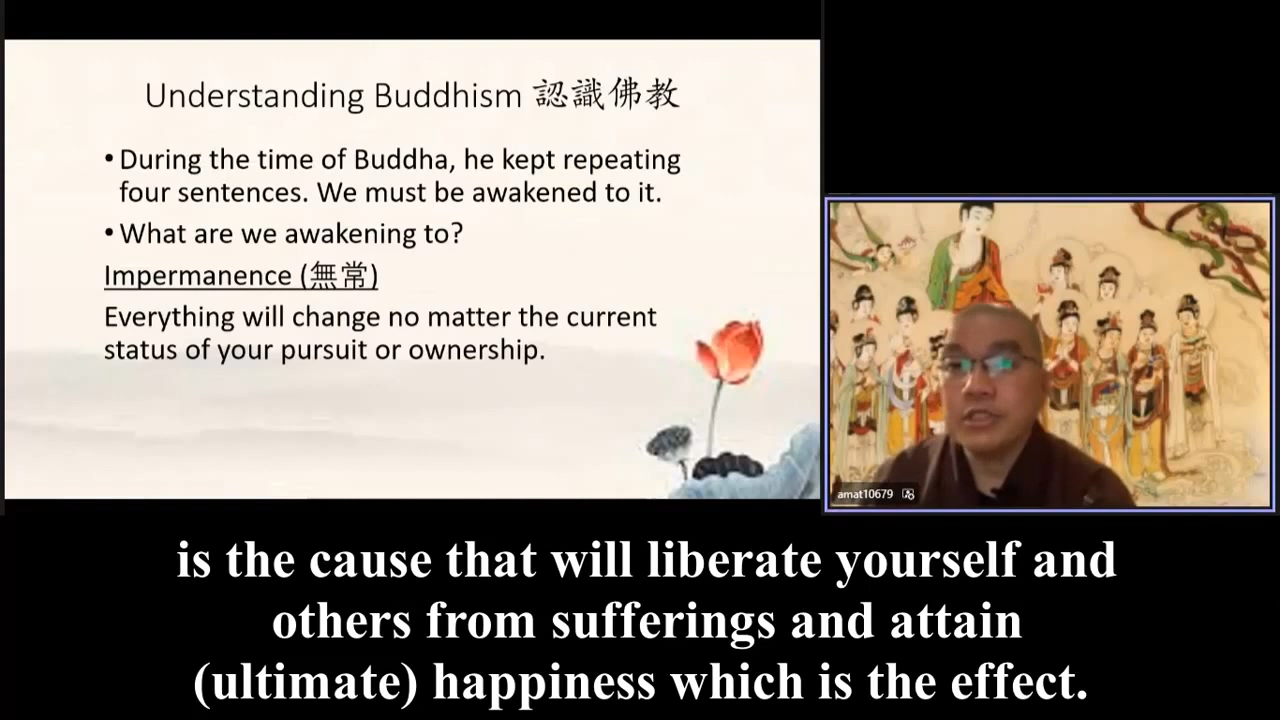 Understanding Buddhism 認識佛教
• During the time of Buddha, he kept repeating
four sentences. We must be awakened to it.
• What are we awakening to?
Impermanence (無常)
Everything will change no matter the current
status of your pursuit or ownership.
amat10679
is the cause that will liberate yourself and
others from sufferings and attain
(ultimate) happiness which is the effect.